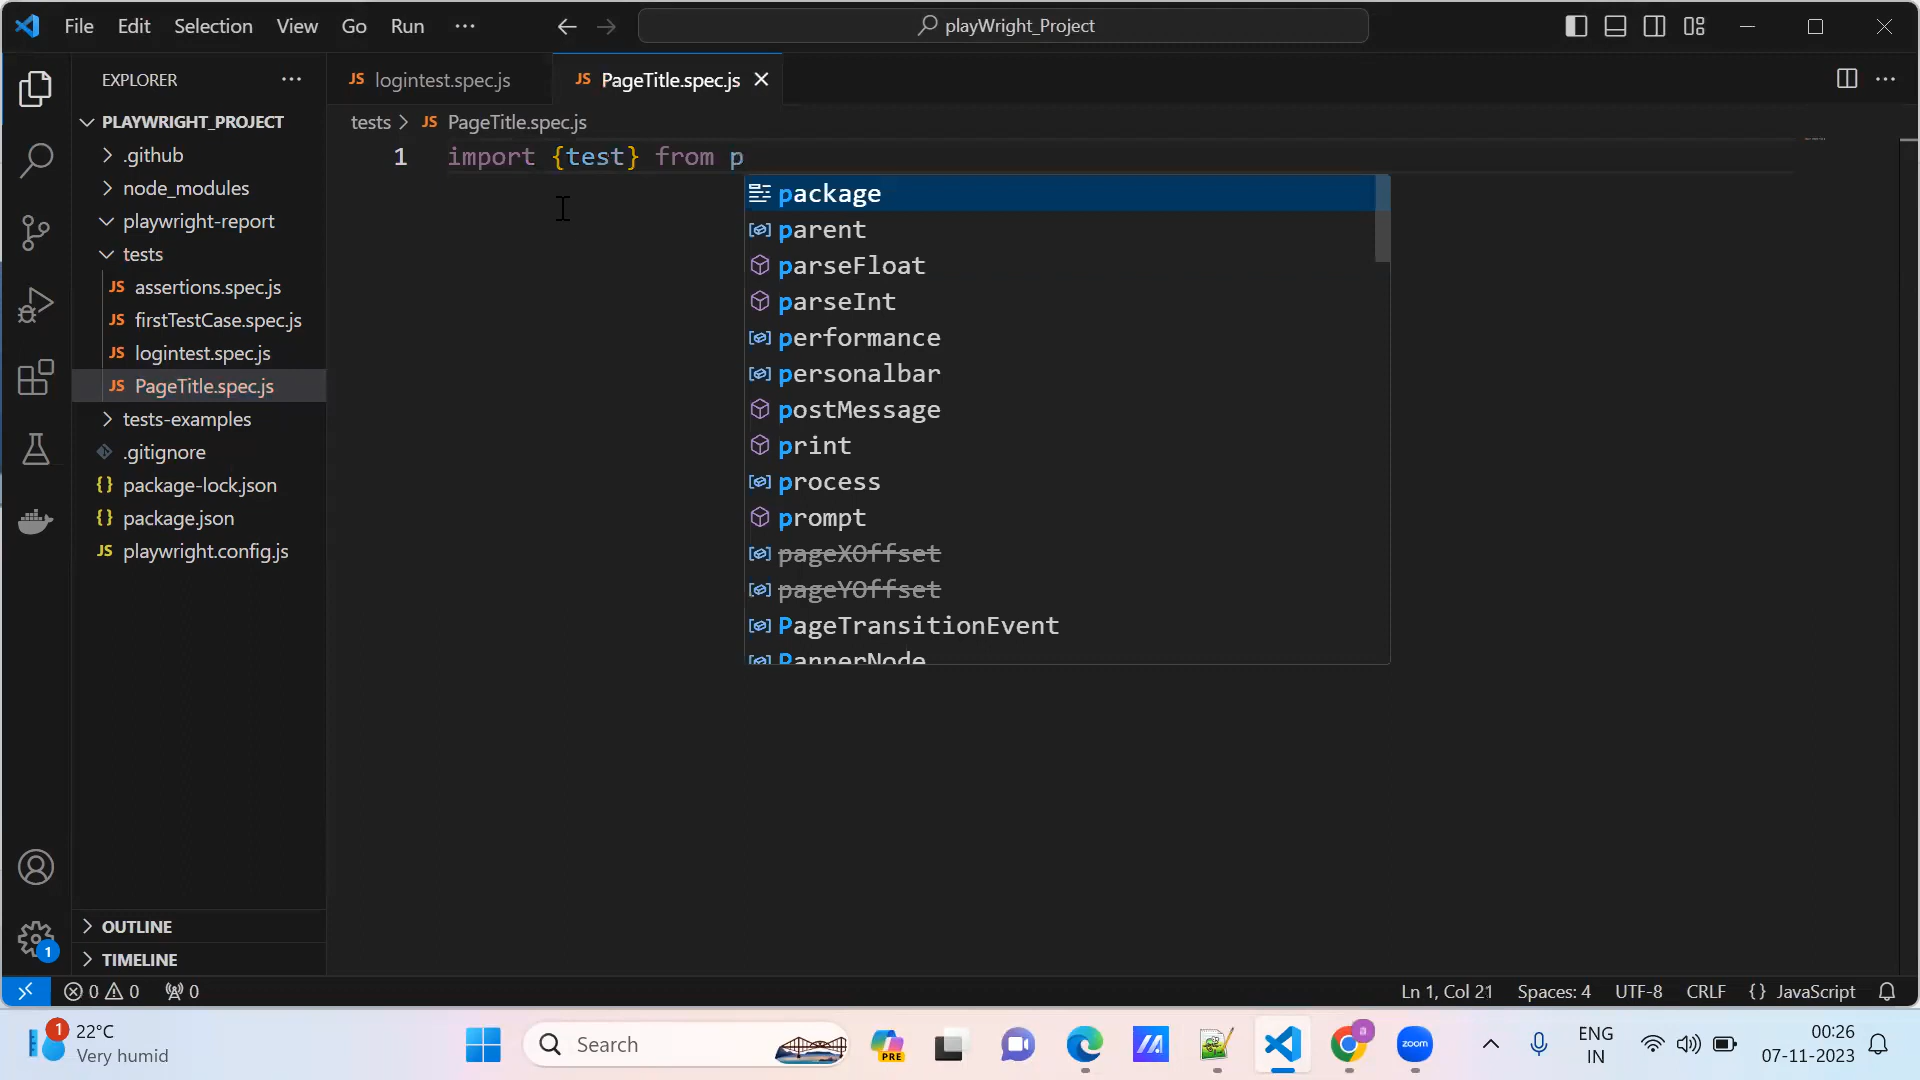 File Edit Selection View Go Run ··· playWright_Project
EXPLORER ···
PLAYWRIGHT_PROJECT
.github
node_modules
playwright-report
tests
JS assertions.spec.js
JS firstTestCase.spec.js
JS logintest.spec.js
JS PageTitle.spec.js
tests-examples
.gitignore
{} package-lock.json
{} package.json
JS playwright.config.js
OUTLINE
TIMELINE
JS logintest.spec.js JS PageTitle.spec.js
tests > JS PageTitle.spec.js
1 import {test} from p
package
parent
parseFloat
parseInt
performance
personalbar
postMessage
print
process
prompt
pageXOffset
pageYOffset
PageTransitionEvent
PannerNode
1
0 0 0 Ln 1, Col 21 Spaces: 4 UTF-8 CRLF {} JavaScript
1 22°C
Very humid
Search
PRE
a
zoom
ENG
IN
00:26
07-11-2023